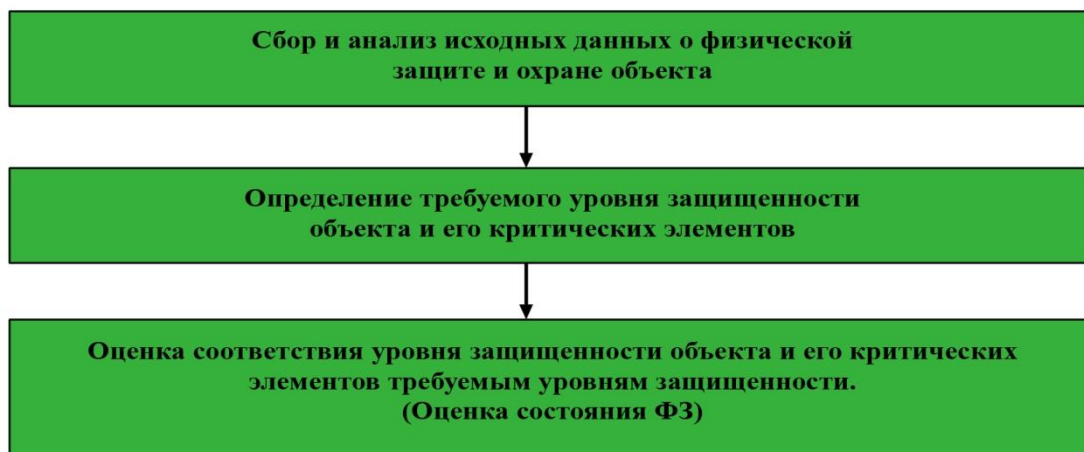 Сбор и анализ исходных данных о физической
защите и охране объекта
Определение требуемого уровня защищенности
объекта и его критических элементов
Оценка соответствия уровня защищенности объекта и его критических
элементов требуемым уровням защищенности.
(Оценка состояния ФЗ)